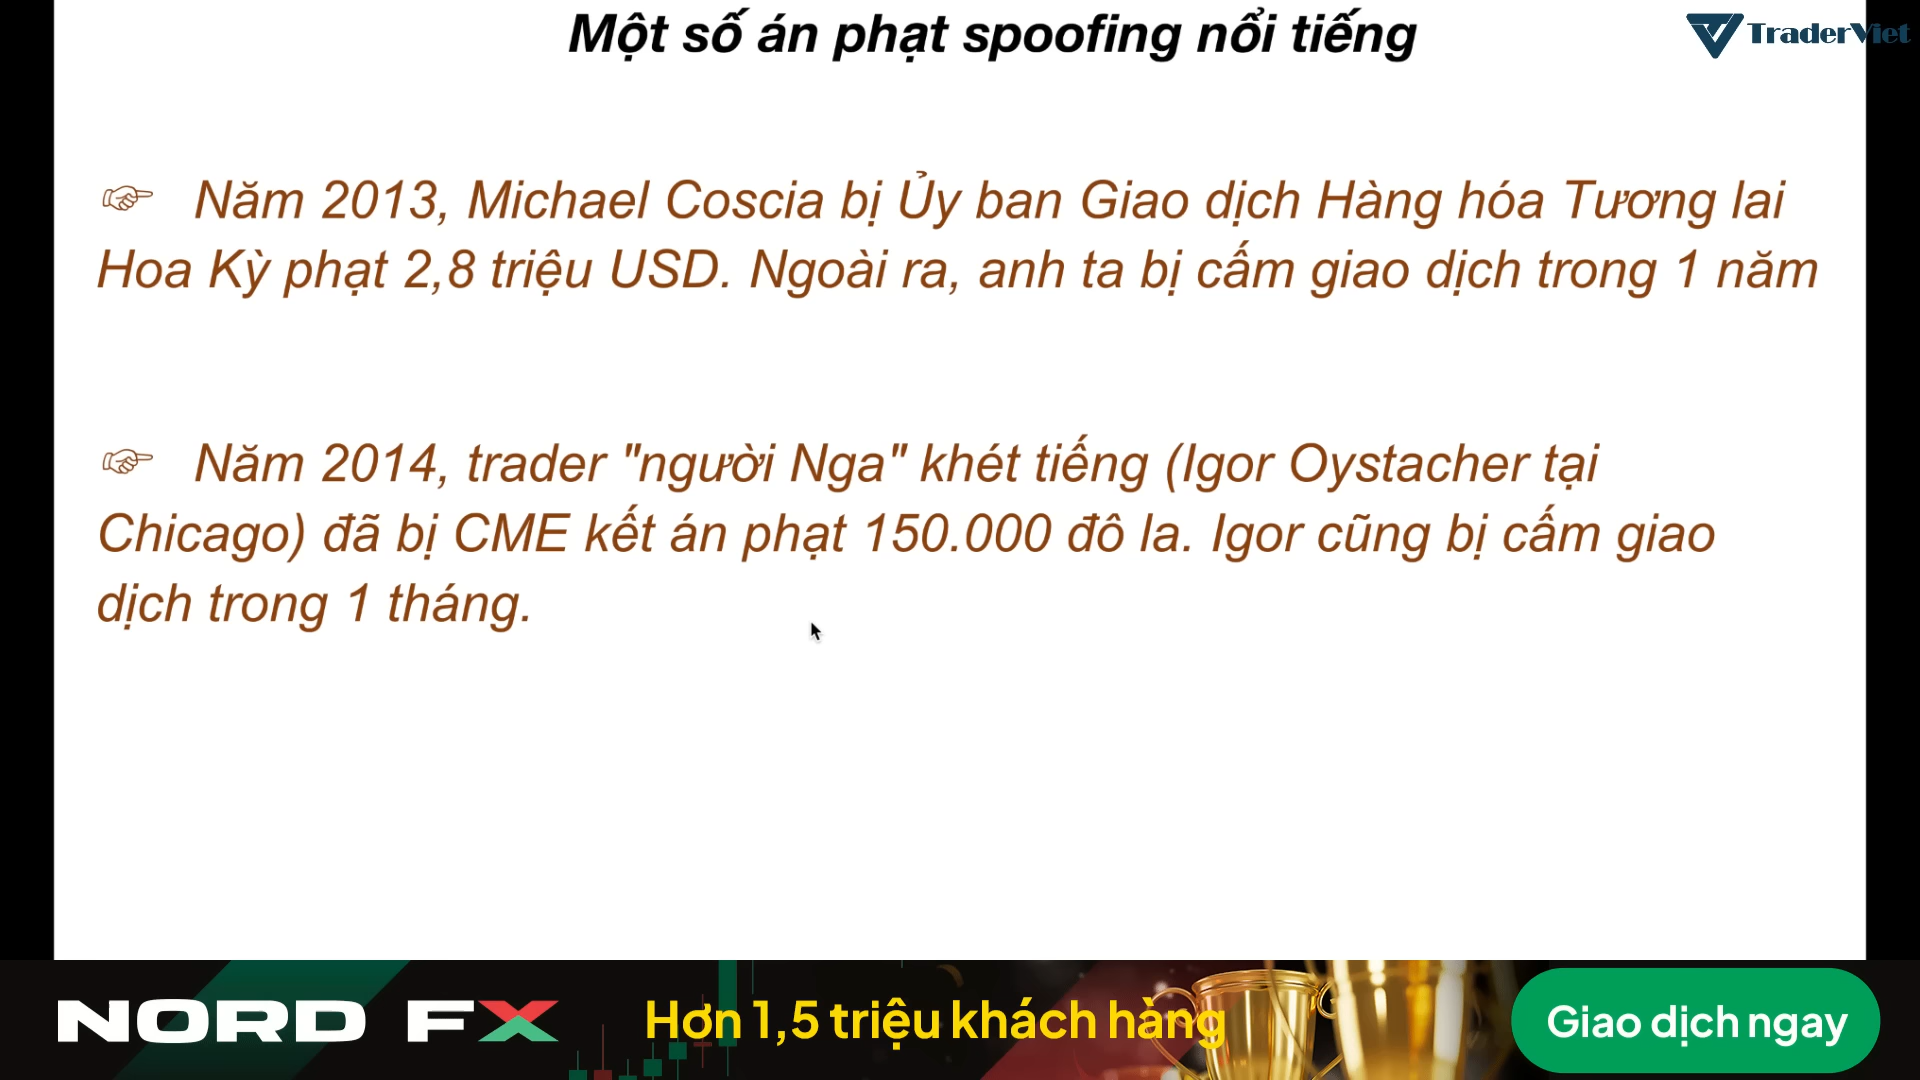 Một số án phạt spoofing nổi tiếng
TraderViet
☞ Năm 2013, Michael Coscia bị Ủy ban Giao dịch Hàng hóa Tương lai
Hoa Kỳ phạt 2,8 triệu USD. Ngoài ra, anh ta bị cấm giao dịch trong 1 năm
☞ Năm 2014, trader "người Nga" khét tiếng (Igor Oystacher tại
Chicago) đã bị CME kết án phạt 150.000 đô la. Igor cũng bị cấm giao
dịch trong 1 tháng.
NORD FX
Hơn 1,5 triệu khách hàng
Giao dịch ngay